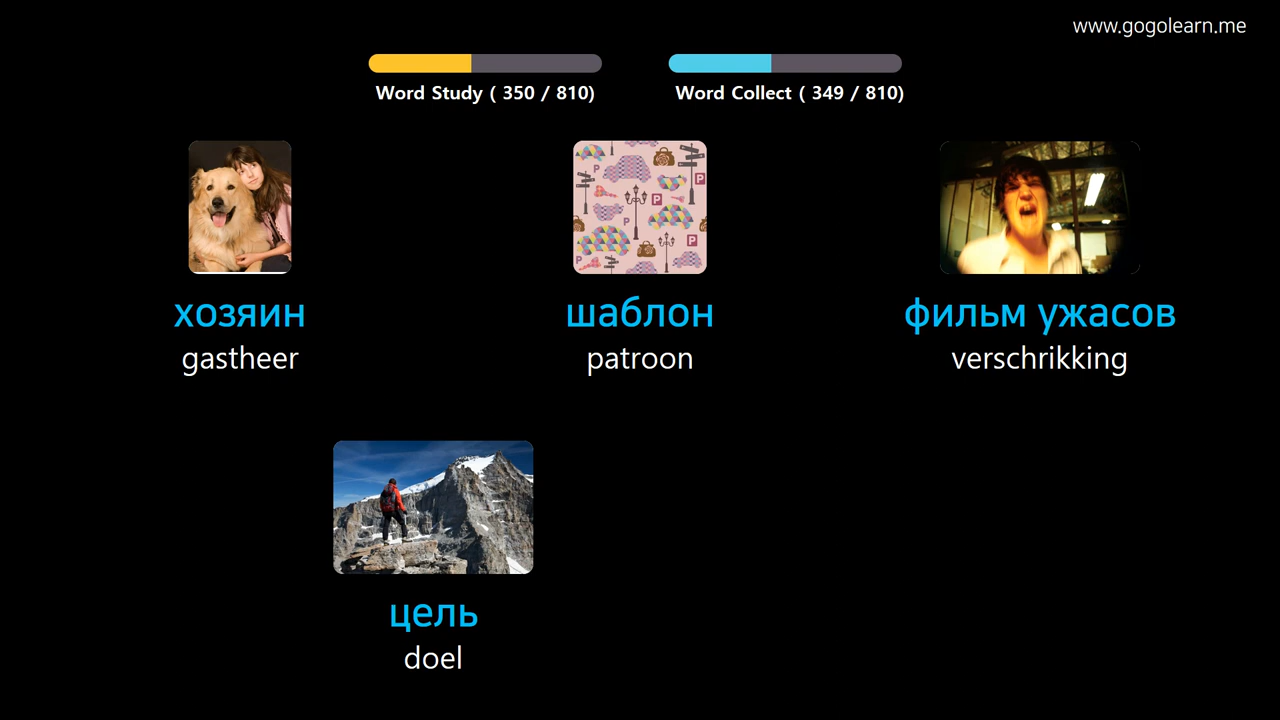 www.gogolearn.me
Word Study ( 350 / 810)
Word Collect ( 349 / 810)
хозяин
gastheer
шаблон
patroon
фильм ужасов
verschrikking
цель
doel